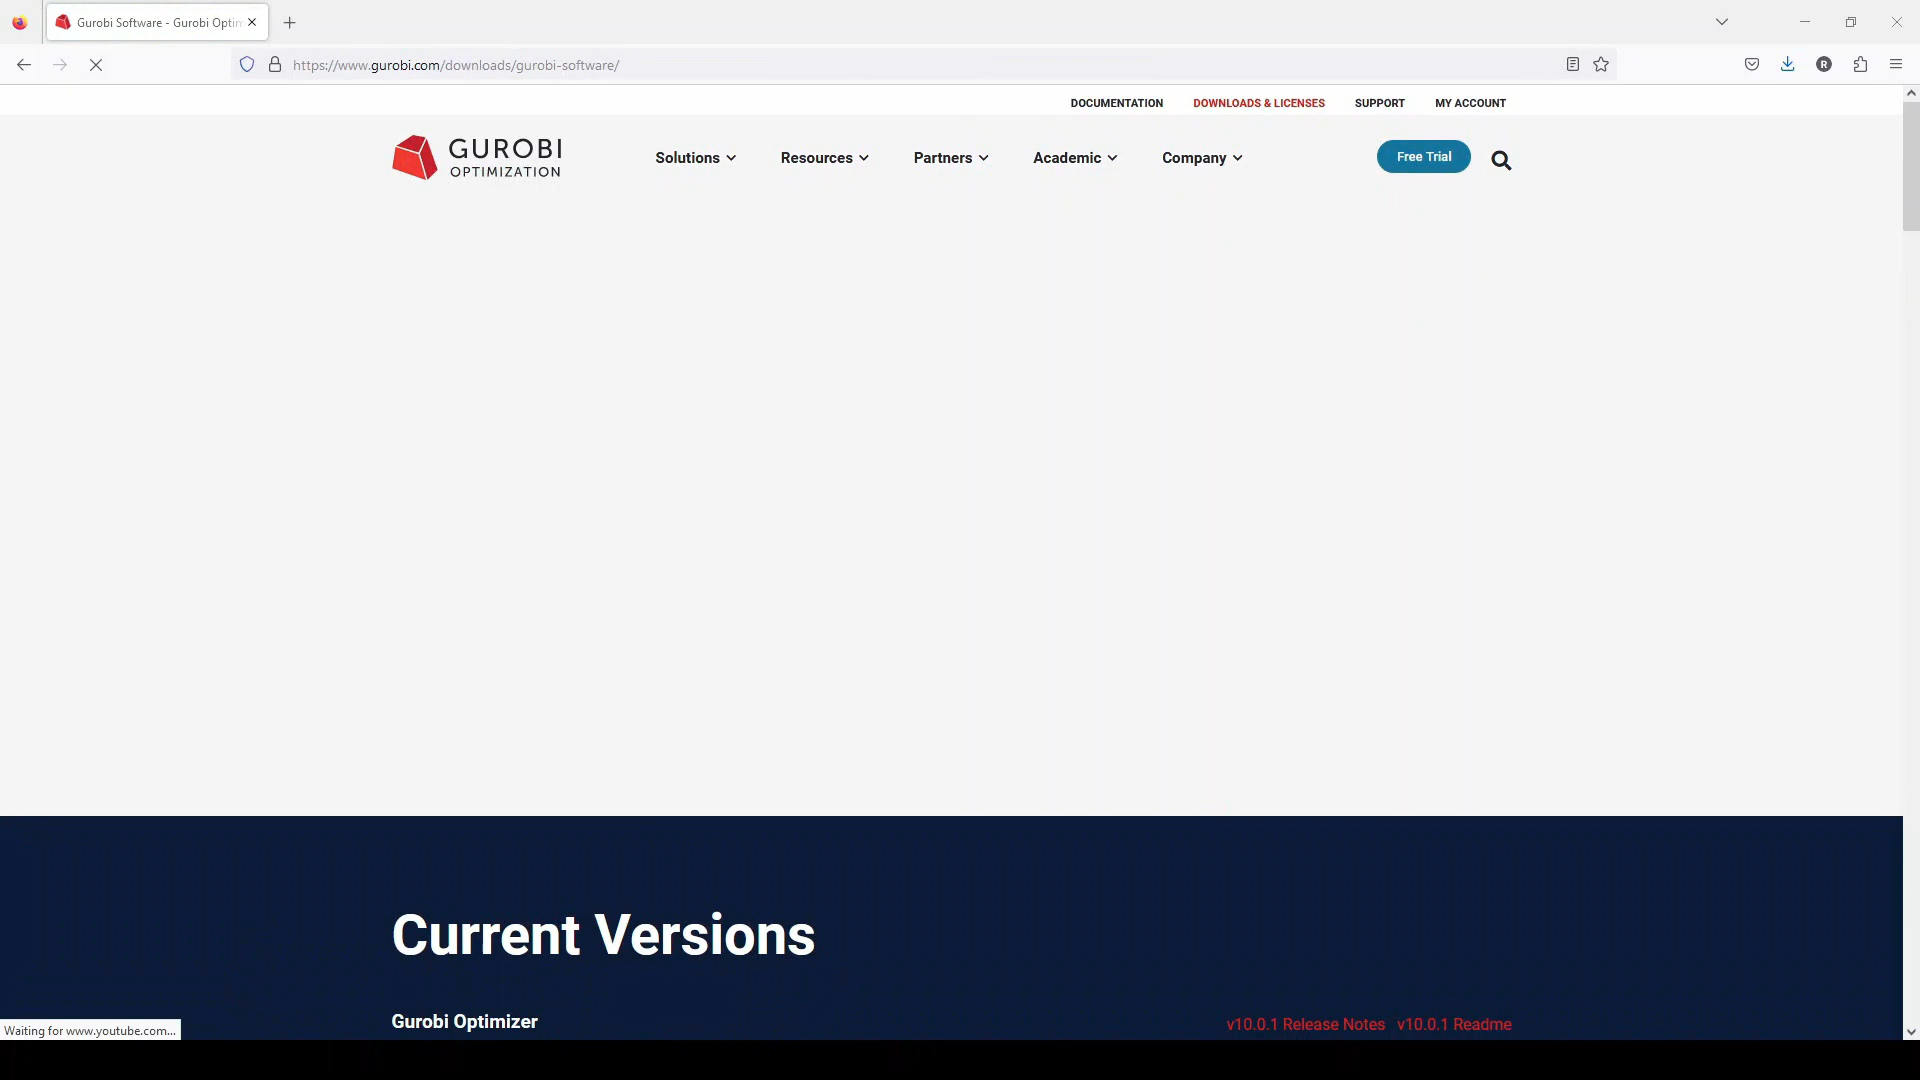 Gurobi Software - Gurobi Optim
https://www.gurobi.com/downloads/gurobi-software/
R
DOCUMENTATION DOWNLOADS & LICENSES SUPPORT MY ACCOUNT
GUROBI
OPTIMIZATION
Solutions Resources Partners Academic Company Free Trial
Current Versions
Gurobi Optimizer
v10.0.1 Release Notes v10.0.1 Readme
Waiting for www.youtube.com...